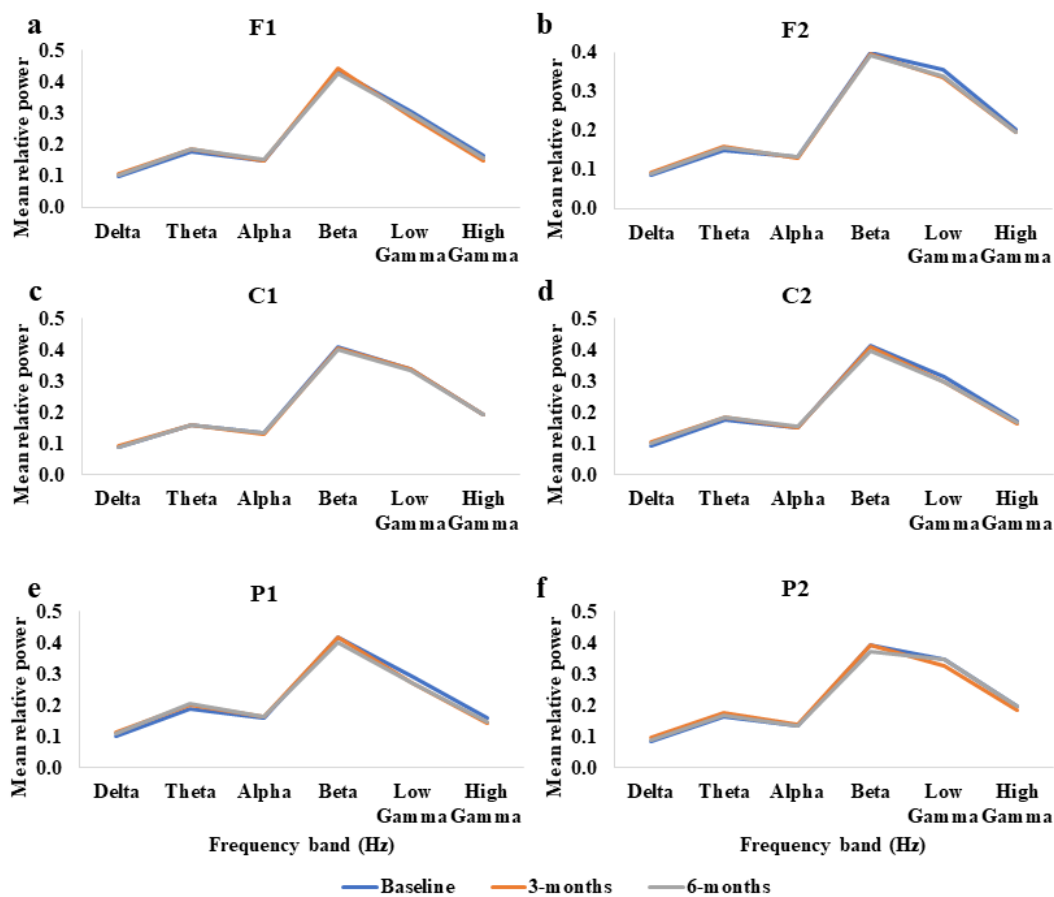 a
F1
Mean relative power
0.5
0.4
0.3
0.2
0.1
0.0
Delta Theta Alpha Beta Low Gamma High Gamma
b
F2
Mean relative power
0.4
0.3
0.2
0.1
0.0
Delta Theta Alpha Beta Low Gamma High Gamma
c
C1
Mean relative power
0.5
0.4
0.3
0.2
0.1
0.0
Delta Theta Alpha Beta Low Gamma High Gamma
d
C2
Mean relative power
0.5
0.4
0.3
0.2
0.1
0.0
Delta Theta Alpha Beta Low Gamma High Gamma
e
P1
Mean relative power
0.5
0.4
0.3
0.2
0.1
0.0
Delta Theta Alpha Beta Low Gamma High Gamma
Frequency band (Hz)
f
P2
Mean relative power
0.5
0.4
0.3
0.2
0.1
0.0
Delta Theta Alpha Beta Low Gamma High Gamma
Frequency band (Hz)
Baseline 3-months 6-months